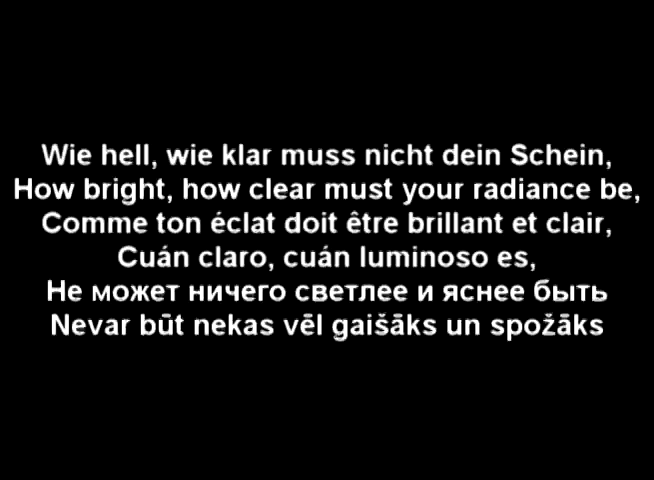 Wie hell, wie klar muss nicht dein Schein,
How bright, how clear must your radiance be,
Comme ton éclat doit être brillant et clair,
Cuán claro, cuán luminoso es,
Не может ничего светлее и яснее быть
Nevar būt nekas vēl gaišāks un spožāks